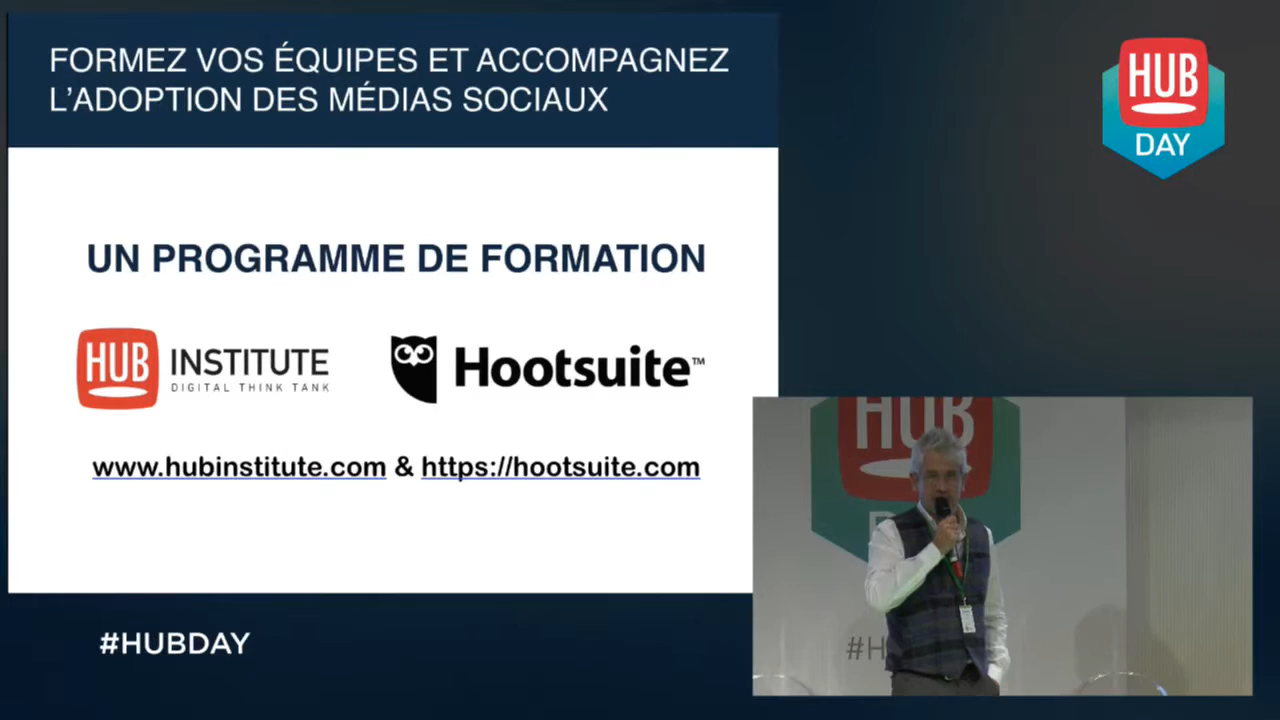 FORMEZ VOS ÉQUIPES ET ACCOMPAGNEZ
L’ADOPTION DES MÉDIAS SOCIAUX
HUB
DAY
UN PROGRAMME DE FORMATION
HUB INSTITUTE
DIGITAL THINK TANK
Hootsuite™
www.hubinstitute.com & https://hootsuite.com
HUB
#H
#HUBDAY